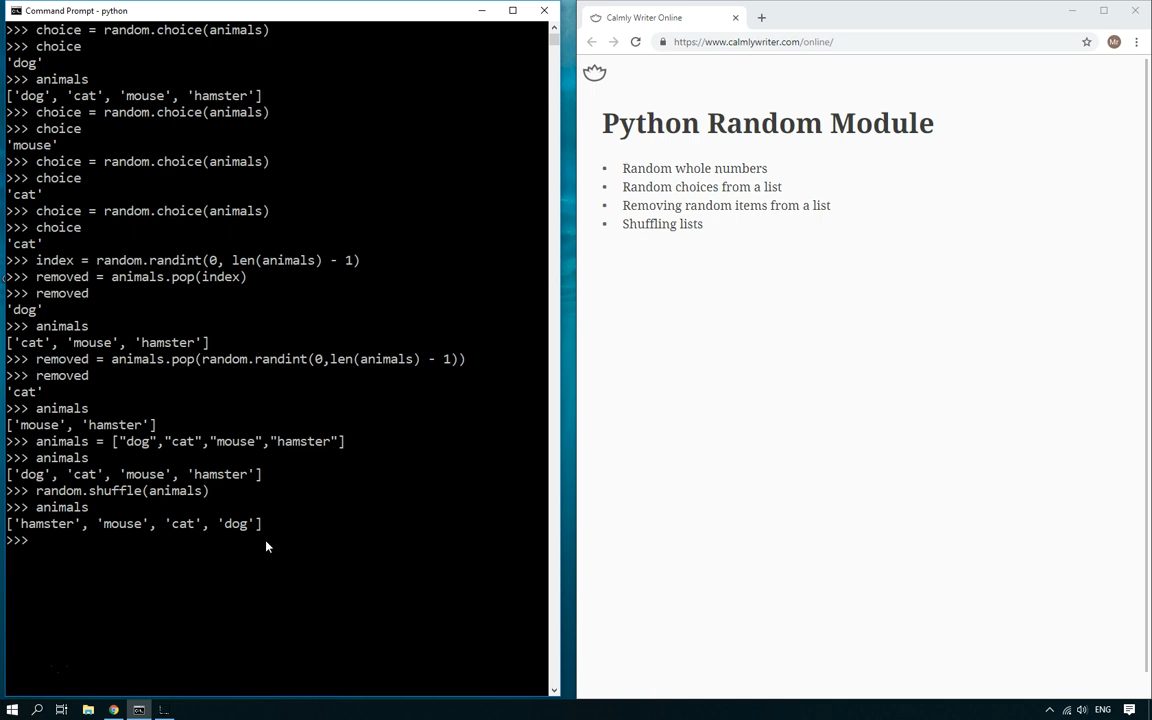 Command Prompt - python
>>> choice = random.choice(animals)
>>> choice
'dog'
>>> animals
['dog', 'cat', 'mouse', 'hamster']
>>> choice = random.choice(animals)
>>> choice
'mouse'
>>> choice = random.choice(animals)
>>> choice
'cat'
>>> choice = random.choice(animals)
>>> choice
'cat'
>>> index = random.randint(0, len(animals) - 1)
>>> removed = animals.pop(index)
>>> removed
'dog'
>>> animals
['cat', 'mouse', 'hamster']
>>> removed = animals.pop(random.randint(0,len(animals) - 1))
>>> removed
'cat'
>>> animals
['mouse', 'hamster']
>>> animals = ["dog","cat","mouse","hamster"]
>>> animals
['dog', 'cat', 'mouse', 'hamster']
>>> random.shuffle(animals)
>>> animals
['hamster', 'mouse', 'cat', 'dog']
>>>
Calmly Writer Online
https://www.calmlywriter.com/online/
Mr
Python Random Module
• Random whole numbers
• Random choices from a list
• Removing random items from a list
• Shuffling lists
ENG